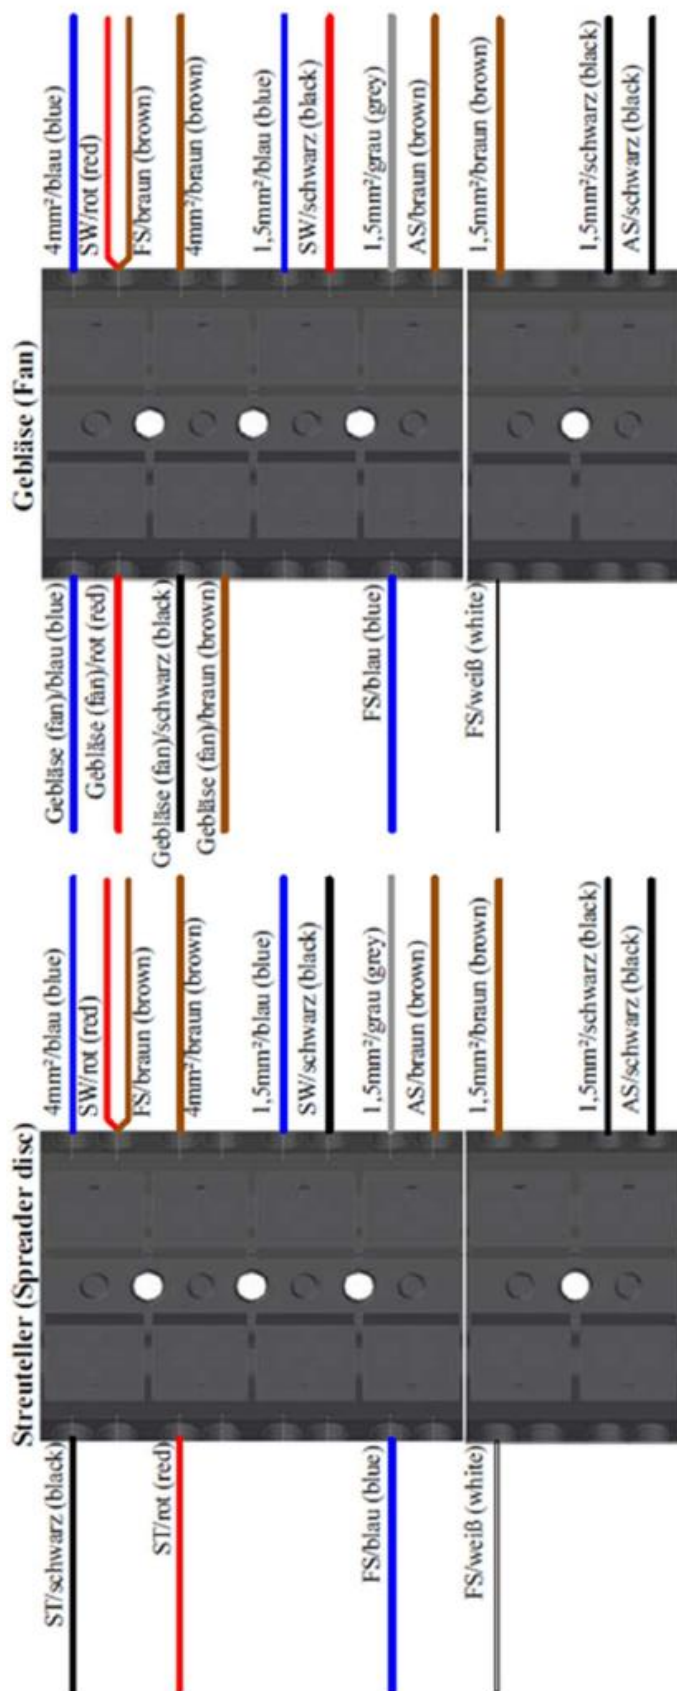 Streuteller (Spreader disc)
ST/schwarz (black)
ST/rot (red)
FS/blau (blue)
FS/weiß (white)
4mm²/blau (blue)
SW/rot (red)
FS/braun (brown)
4mm²/braun (brown)
1,5mm²/blau (blue)
SW/schwarz (black)
1,5mm²/grau (grey)
AS/braun (brown)
1,5mm²/braun (brown)
1,5mm²/schwarz (black)
AS/schwarz (black)
Gebläse (Fan)
Gebläse (fan)/blau (blue)
Gebläse (fan)/rot (red)
Gebläse (fan)/schwarz (black)
Gebläse (fan)/braun (brown)
FS/blau (blue)
FS/weiß (white)
4mm²/blau (blue)
SW/rot (red)
FS/braun (brown)
4mm²/braun (brown)
1,5mm²/blau (blue)
SW/schwarz (black)
1,5mm²/grau (grey)
AS/braun (brown)
1,5mm²/braun (brown)
1,5mm²/schwarz (black)
AS/schwarz (black)